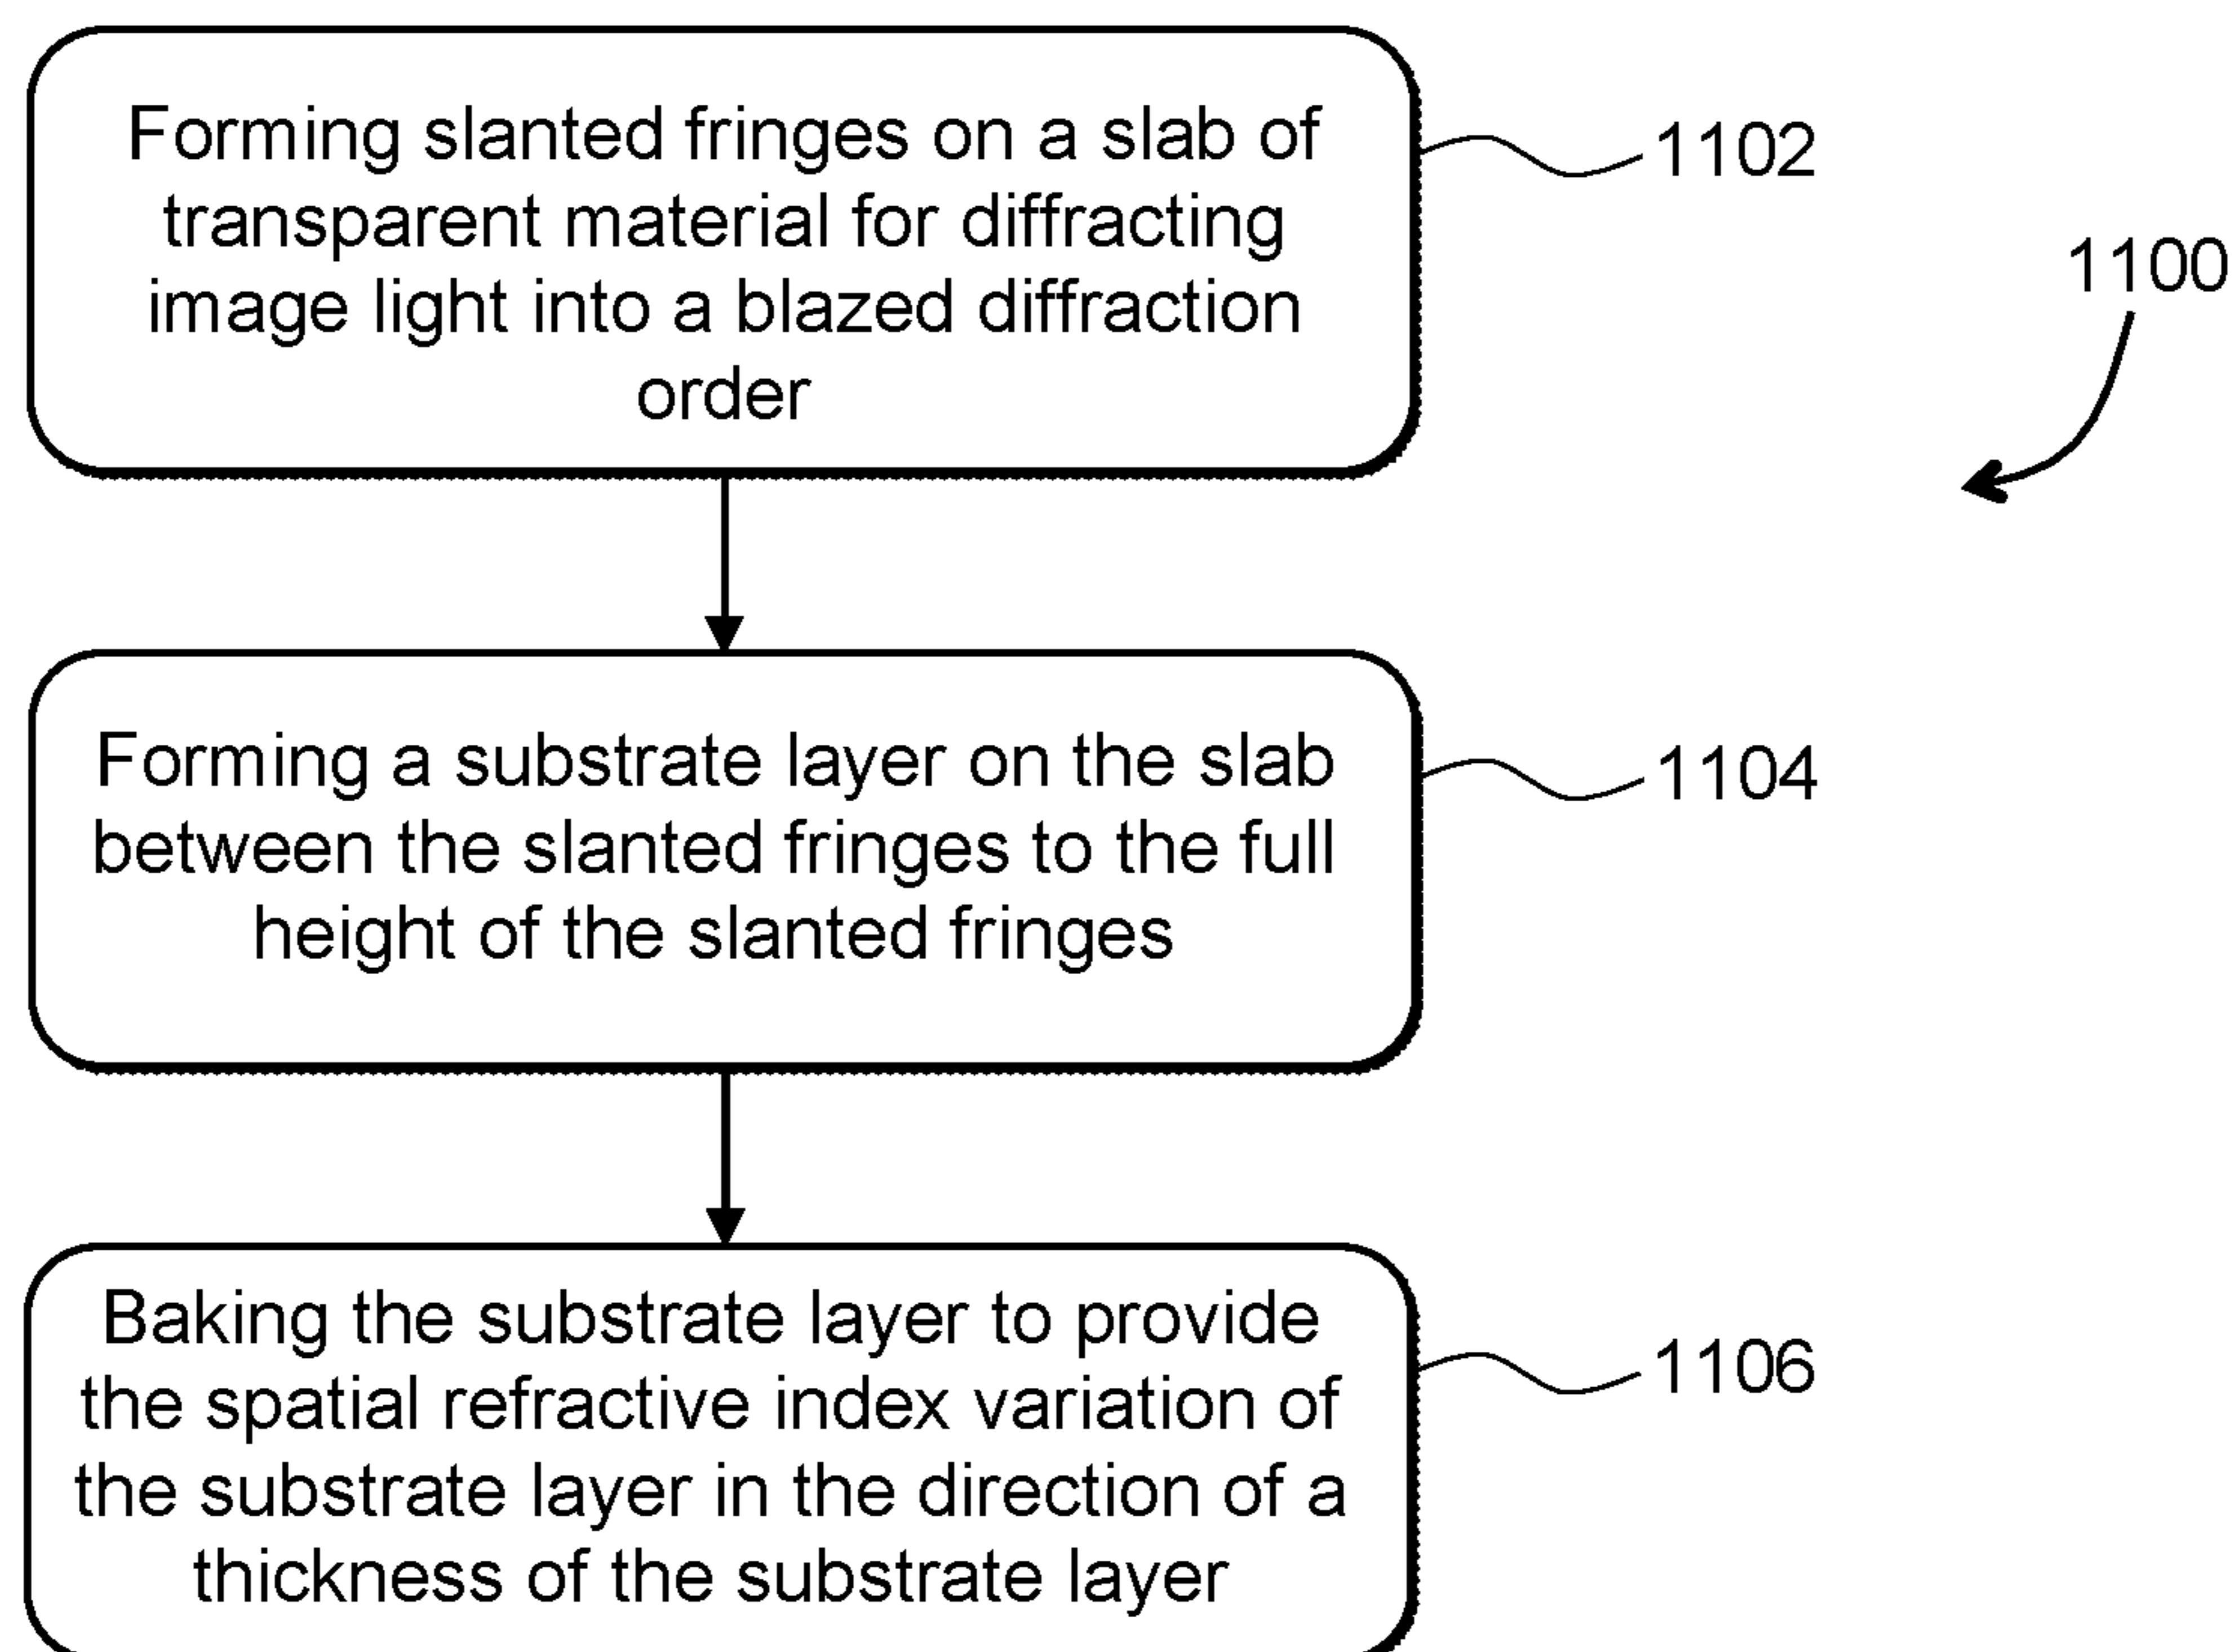 Forming slanted fringes on a slab of
transparent material for diffracting
image light into a blazed diffraction
order
1102
1100
Forming a substrate layer on the slab
between the slanted fringes to the full
height of the slanted fringes
1104
Baking the substrate layer to provide
the spatial refractive index variation of
the substrate layer in the direction of a
thickness of the substrate layer
1106